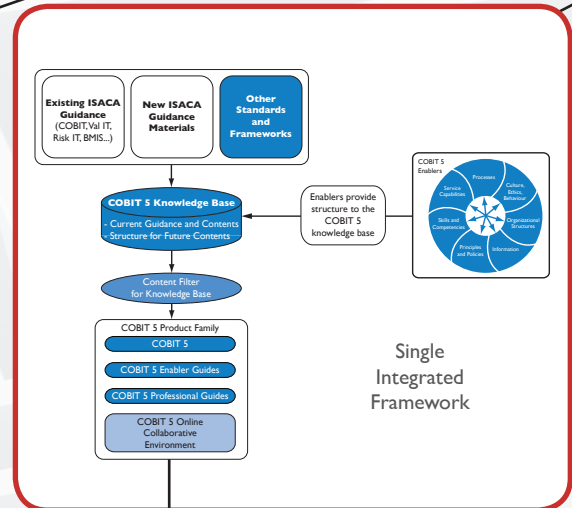 Existing ISACA
Guidance
(COBIT, Val IT,
Risk IT, BMIS...)
New ISACA
Guidance
Materials
Other
Standards
and
Frameworks
COBIT 5 Knowledge Base
- Current Guidance and Contents
- Structure for Future Contents
Enablers provide
structure to the
COBIT 5
knowledge base
COBIT 5
Enablers
Processes
Culture,
Ethics,
Behaviour
Organisational
Structures
Information
Principles
and Policies
Skills and
Competencies
Service
Capabilities
Content Filter
for Knowledge Base
COBIT 5 Product Family
COBIT 5
COBIT 5 Enabler Guides
COBIT 5 Professional Guides
COBIT 5 Online
Collaborative
Environment
Single
Integrated
Framework